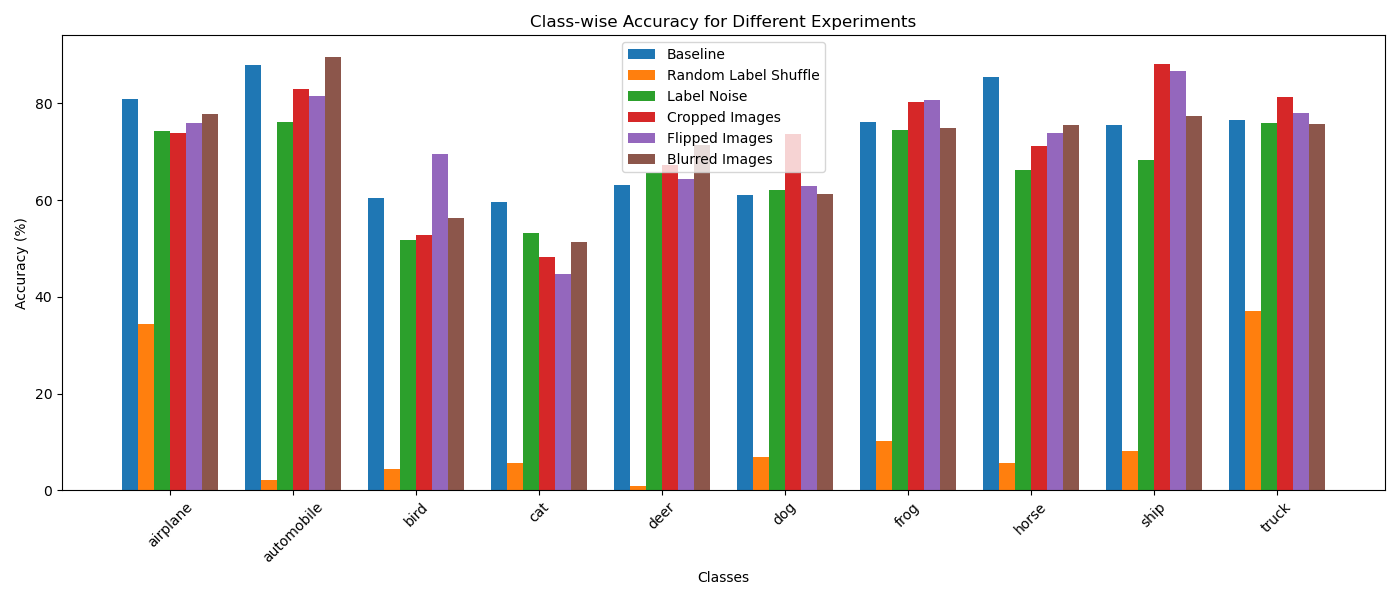 Class-wise Accuracy for Different Experiments
Baseline
Random Label Shuffle
Label Noise
Cropped Images
Flipped Images
Blurred Images
Accuracy (%)
80
60
40
20
0
airplane
automobile
bird
cat
deer
dog
frog
horse
ship
truck
Classes